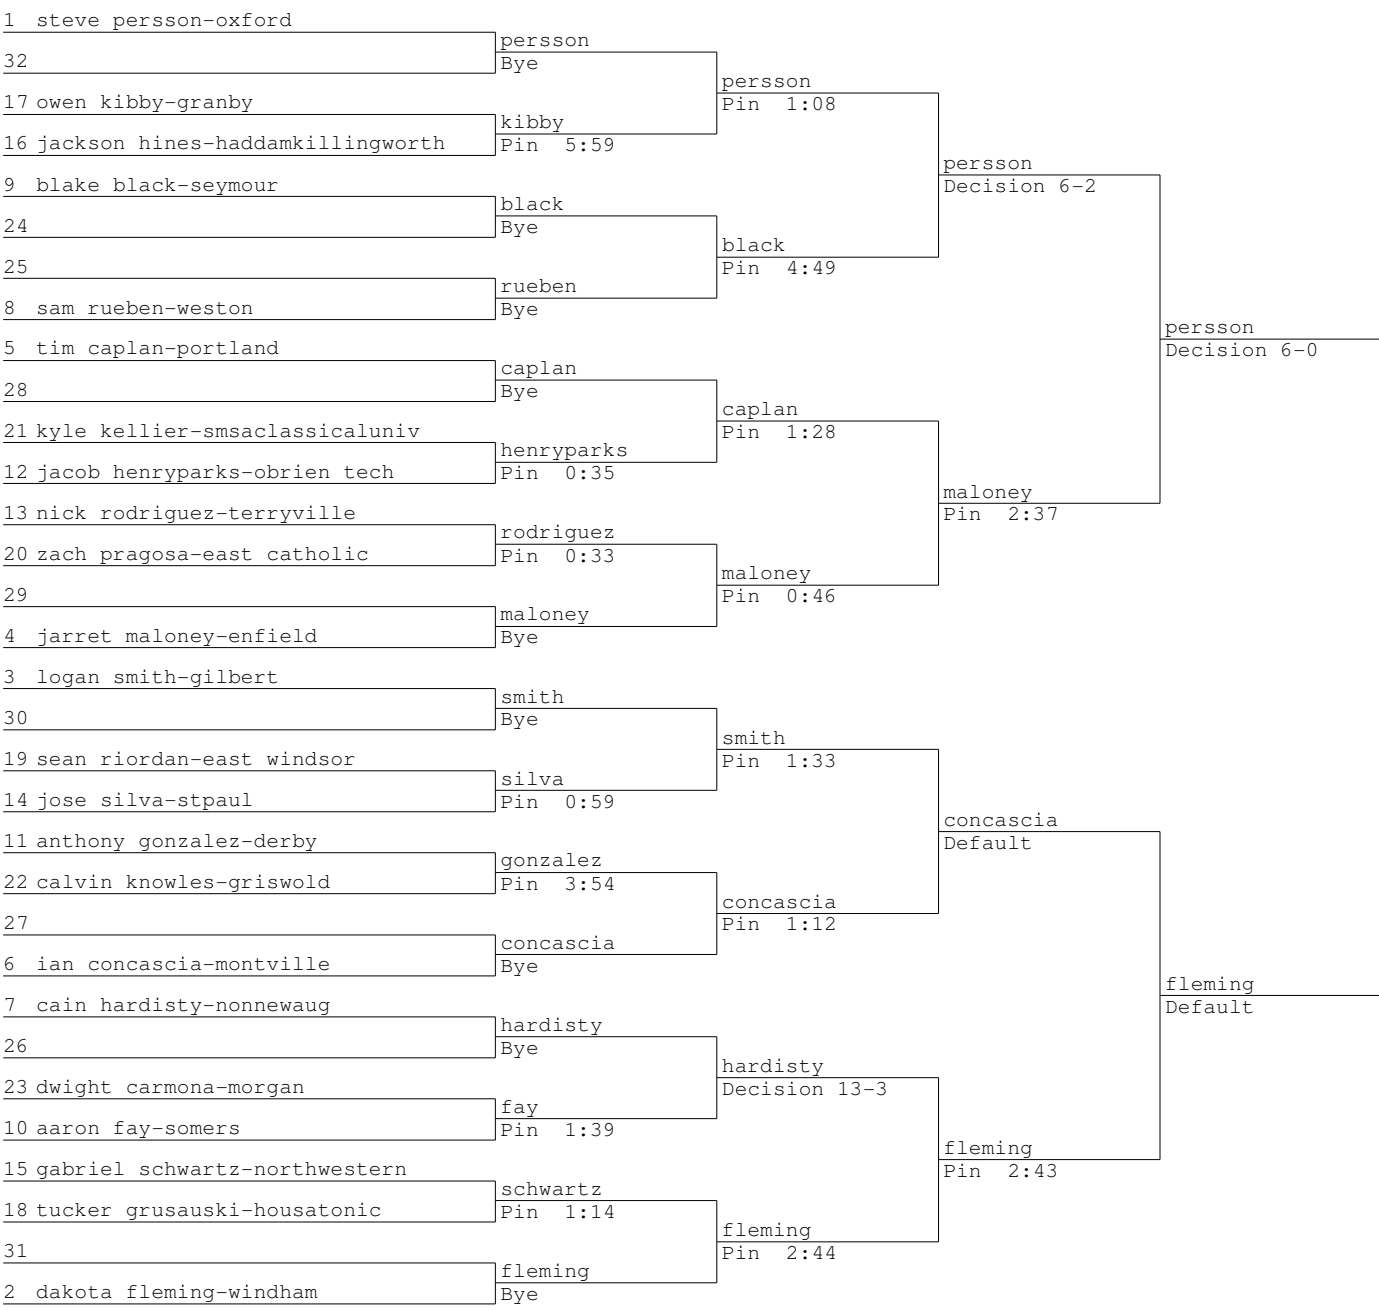 1 steve persson-oxford
32
17 owen kibby-granby
16 jackson hines-haddamkillingworth
9 blake black-seymour
24
25
8 sam rueben-weston
5 tim caplan-portland
28
21 kyle kellier-smsaclassicaluniv
12 jacob henryparks-obrien tech
13 nick rodriguez-terryville
20 zach pragosa-east catholic
29
4 jarret maloney-enfield
3 logan smith-gilbert
30
19 sean riordan-east windsor
14 jose silva-stpaul
11 anthony gonzalez-derby
22 calvin knowles-griswold
27
6 ian concascia-montville
7 cain hardisty-nonnewaug
26
23 dwight carmona-morgan
10 aaron fay-somers
15 gabriel schwartz-northwestern
18 tucker grusauski-housatonic
31
2 dakota fleming-windham
persson
Bye
kibby
Pin 5:59
black
Bye
rueben
Bye
caplan
Bye
henryparks
Pin 0:35
rodriguez
Pin 0:33
maloney
Bye
smith
Bye
silva
Pin 0:59
gonzalez
Pin 3:54
concascia
Bye
hardisty
Bye
fay
Pin 1:39
schwartz
Pin 1:14
fleming
Bye
persson
Pin 1:08
black
Pin 4:49
caplan
Pin 1:28
maloney
Pin 0:46
smith
Pin 1:33
concascia
Pin 1:12
hardisty
Decision 13-3
fleming
Pin 2:44
persson
Decision 6-2
maloney
Pin 2:37
concascia
Default
fleming
Pin 2:43
persson
Decision 6-0
fleming
Default